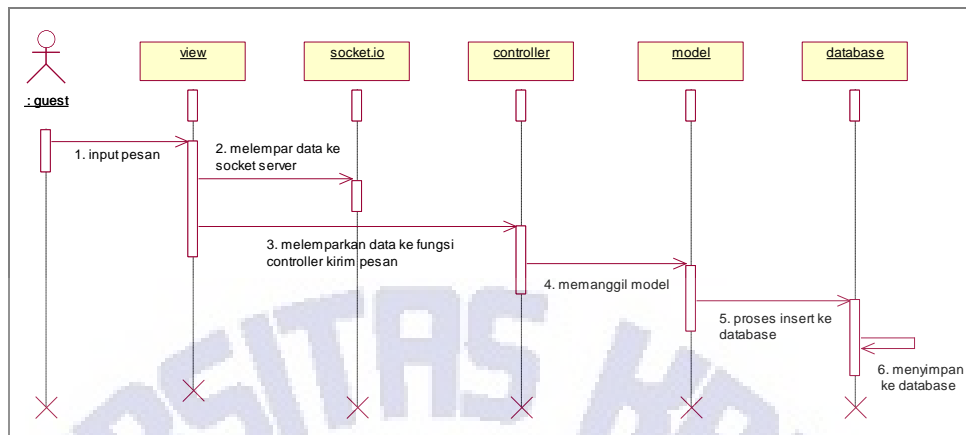 view
socket.io
controller
model
database
: guest
1. input pesan
2. melempar data ke
socket server
3. melemparkan data ke fungsi
controller kirim pesan
4. memanggil model
5. proses insert ke
database
6. menyimpan
ke database